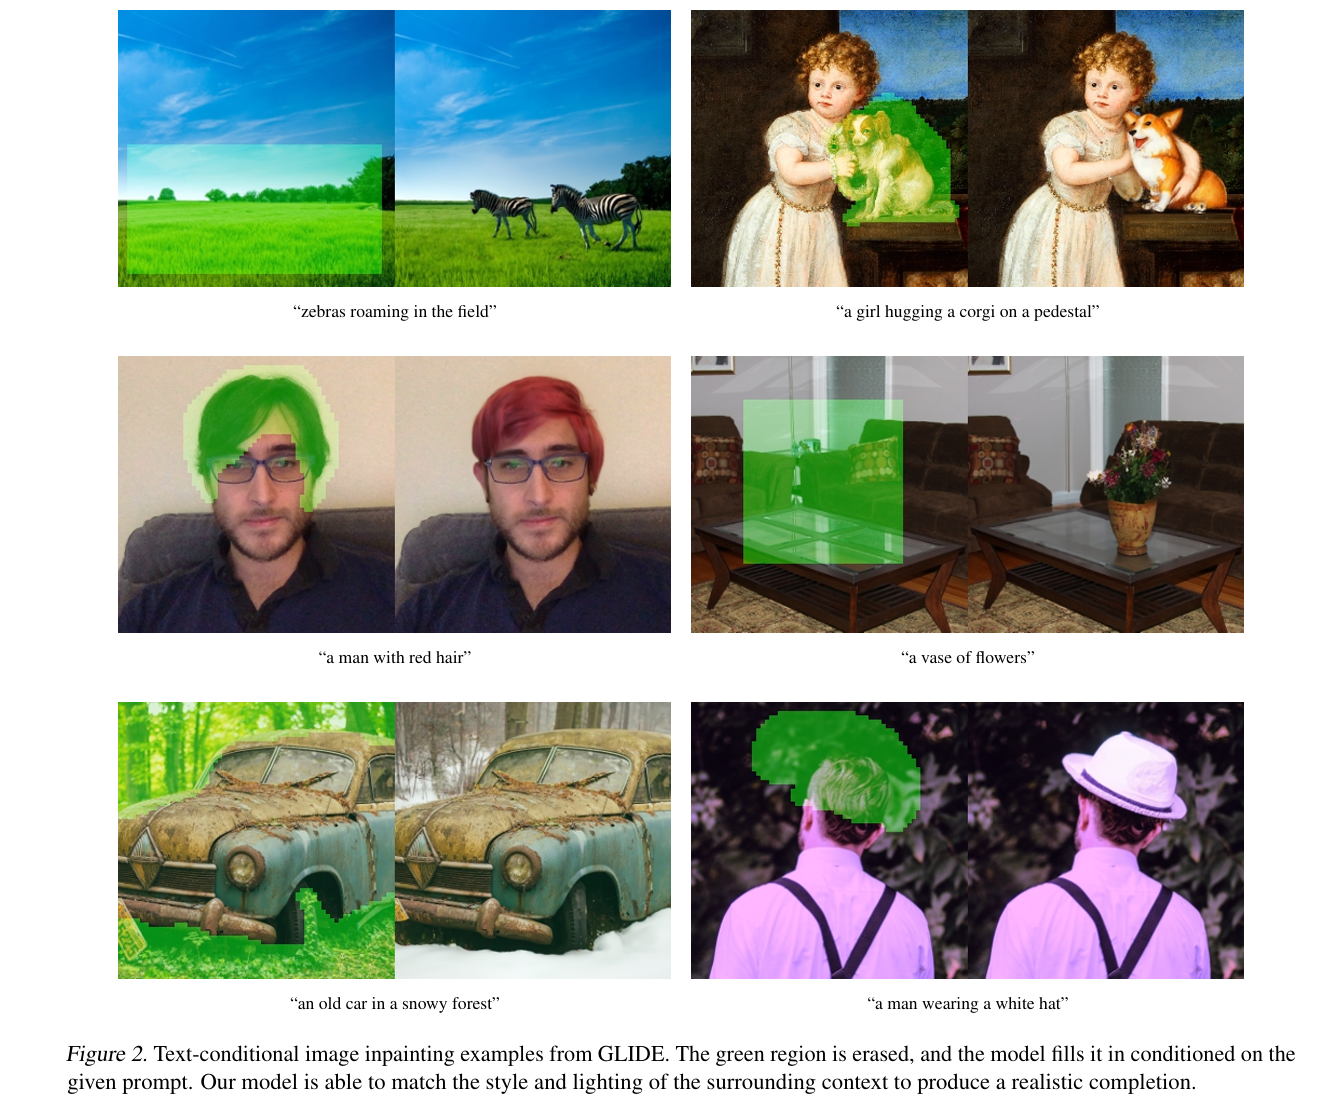 “zebras roaming in the field”
“a girl hugging a corgi on a pedestal”
“a man with red hair”
“a vase of flowers”
“an old car in a snowy forest”
“a man wearing a white hat”
Figure 2. Text-conditional image inpainting examples from GLIDE. The green region is erased, and the model fills it in conditioned on the
given prompt. Our model is able to match the style and lighting of the surrounding context to produce a realistic completion.